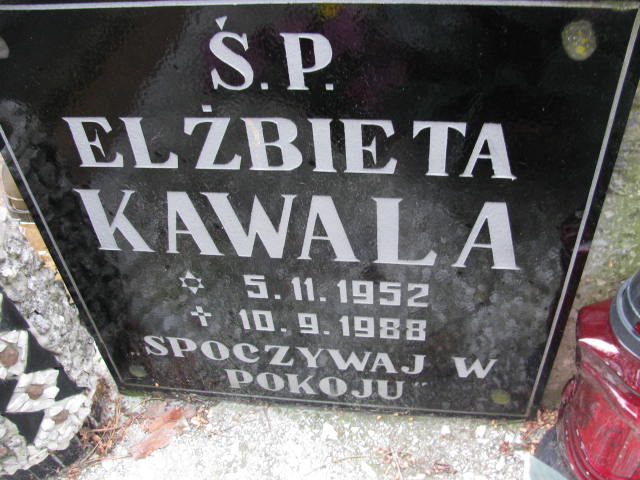 Ś.P.
ELŻBIETA
KAWALA
✡ 5.11.1952
✝ 10.9.1988
„SPOCZYWAJ W
POKOJU”